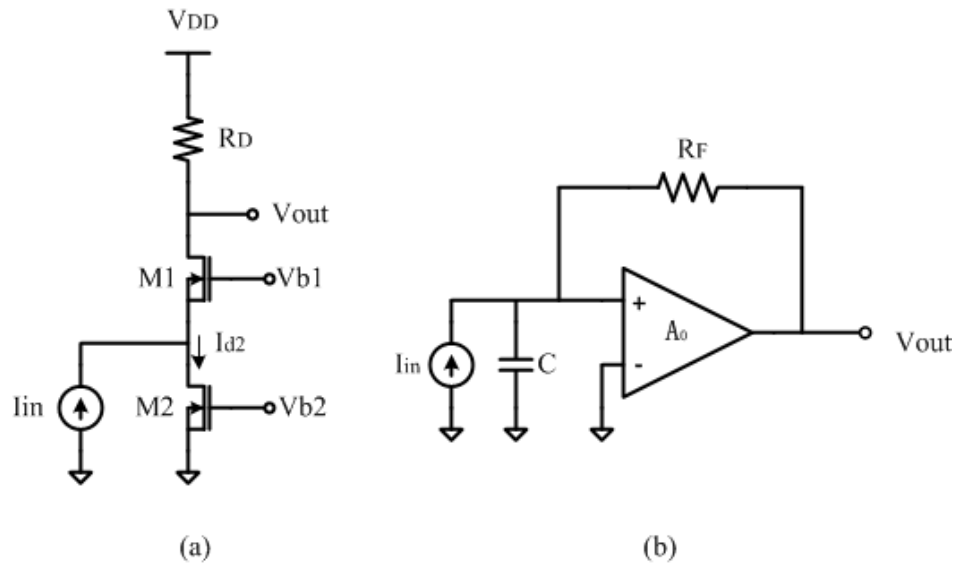 VDD
RD
Vout
M1
Vb1
Id2
Iin
M2
Vb2
(a)
RF
+
A0
-
Iin
C
Vout
(b)